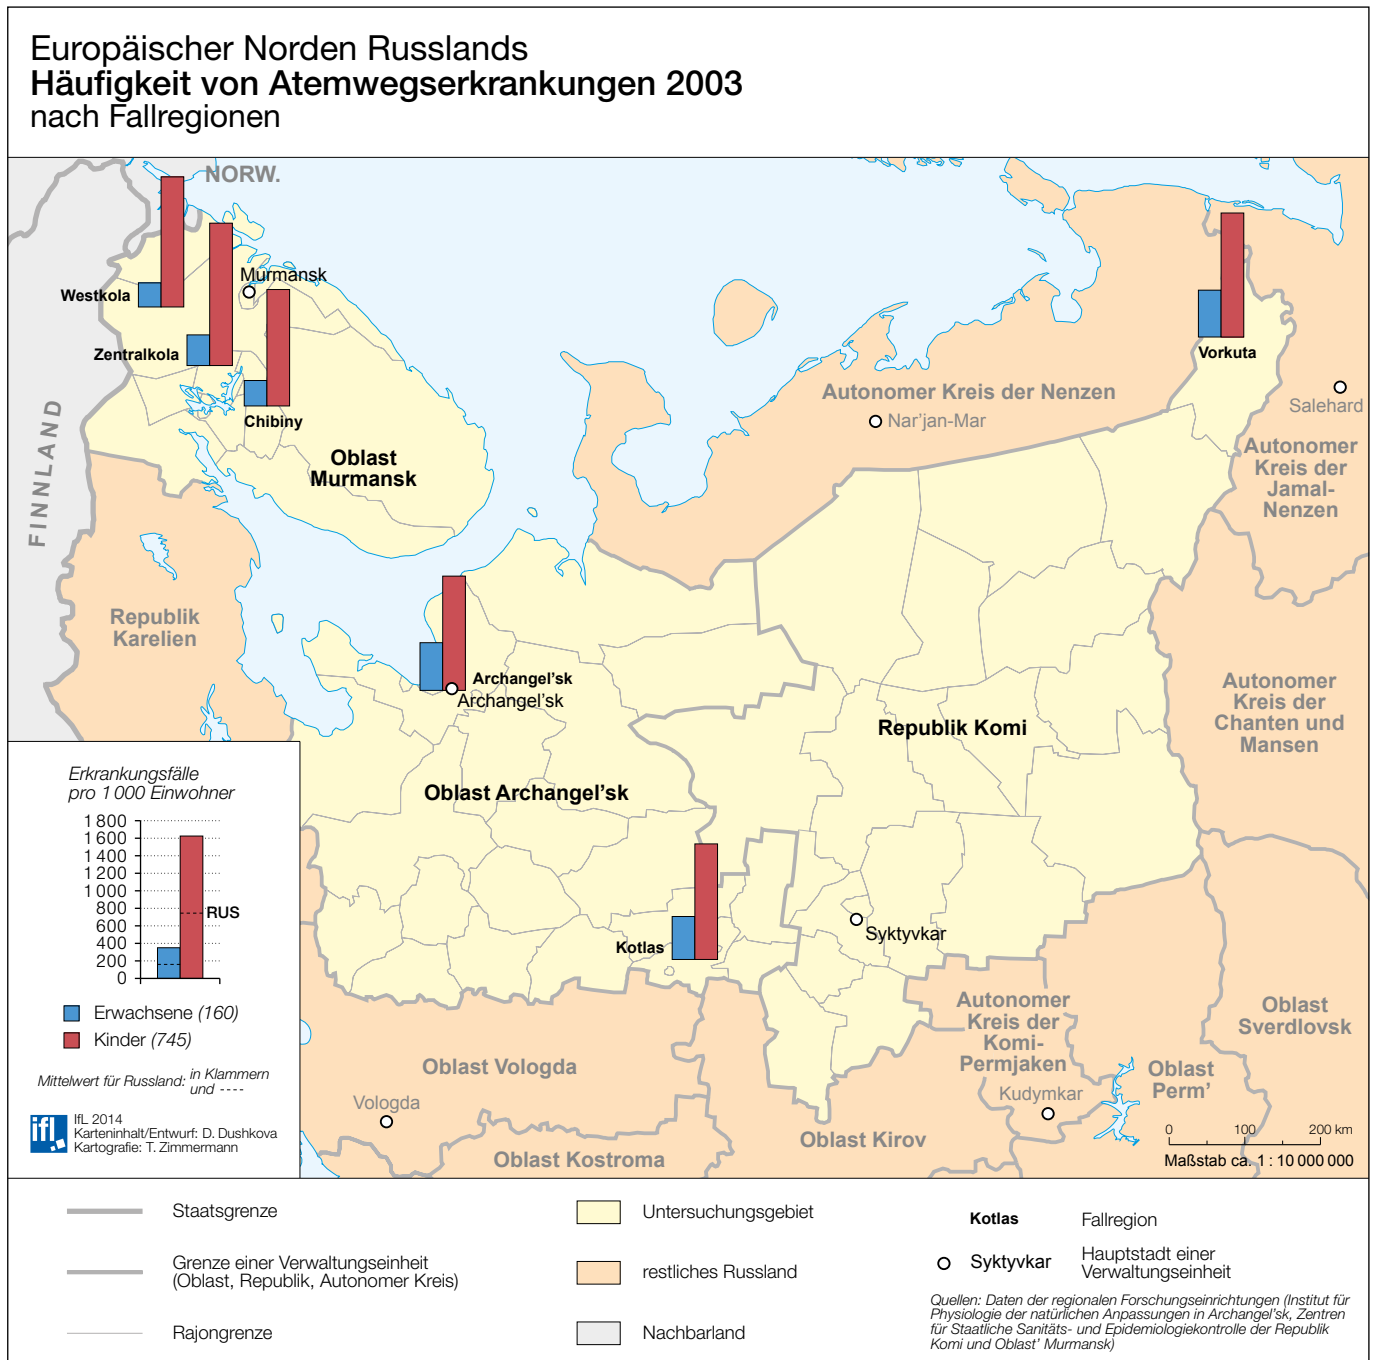 Europäischer Norden Russlands
Häufigkeit von Atemwegserkrankungen 2003
nach Fallregionen
NORW.
Murmansk
Westkola
Zentralkola
Chibiny
Vorkuta
FINNLAND
Oblast
Murmansk
Autonomer Kreis der Nenzen
Nar'jan-Mar
Salehard
Autonomer
Kreis der
Jamal-
Nenzen
Republik
Karelien
Archangel'sk
Archangel'sk
Republik Komi
Autonomer
Kreis der
Chanten und
Mansen
Oblast Archangel'sk
Kotlas
Syktyvkar
Autonomer
Kreis der
Komi-
Permjaken
Oblast
Sverdlovsk
Oblast Vologda
Oblast
Perm'
Vologda
Kudymkar
Oblast Kirov
Oblast Kostroma
0 100 200 km
Maßstab ca. 1 : 10 000 000
Erkrankungsfälle
pro 1 000 Einwohner
1 800
1 600
1 400
1 200
1 000
800
600
400
200
0
RUS
Erwachsene (160)
Kinder (745)
Mittelwert für Russland: in Klammern
und ----
ifl
IfL 2014
Karteninhalt/Entwurf: D. Dushkova
Kartografie: T. Zimmermann
Staatsgrenze
Grenze einer Verwaltungseinheit
(Oblast, Republik, Autonomer Kreis)
Rajongrenze
Untersuchungsgebiet
restliches Russland
Nachbarland
Kotlas Fallregion
Syktyvkar Hauptstadt einer
Verwaltungseinheit
Quellen: Daten der regionalen Forschungseinrichtungen (Institut für
Physiologie der natürlichen Anpassungen in Archangel'sk, Zentren
für Staatliche Sanitäts- und Epidemiologiekontrolle der Republik
Komi und Oblast' Murmansk)